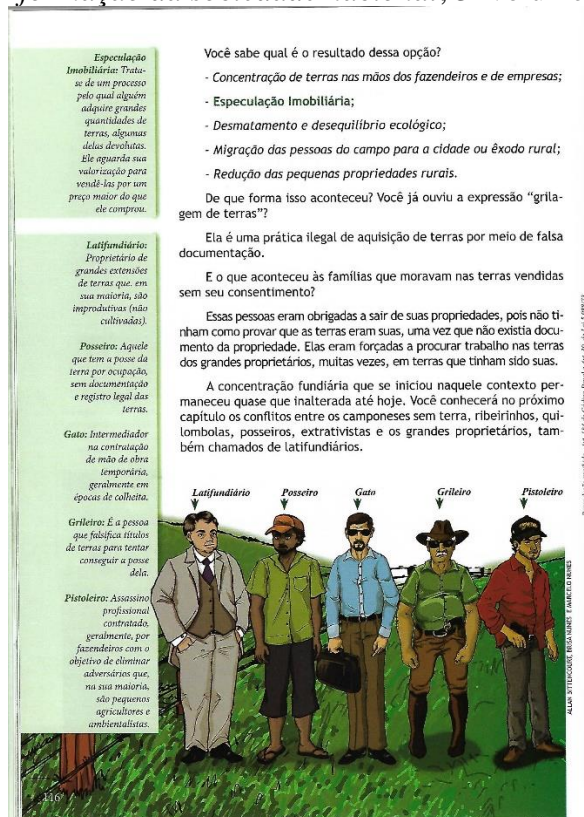 Especulação
Imobiliária: Trata-
se de um processo
pelo qual alguém
adquire grandes
quantidades de
terras, algumas
delas devolutas.
Ele aguarda sua
valorização para
vendê-las por um
preço maior do que
ele comprou.
Latifundiário:
Proprietário de
grandes extensões
de terras que, em
sua maioria, são
improdutivas (não
cultivadas).
Posseiro: Aquele
que tem a posse da
terra por ocupação,
sem documentação
e registro legal das
terras.
Gato: Intermediador
na contratação
de mão de obra
temporária,
geralmente em
épocas de colheita.
Grileiro: É a pessoa
que falsifica títulos
de terras para tentar
conseguir a posse
dela.
Pistoleiro: Assassino
profissional
contratado,
geralmente, por
fazendeiros com o
objetivo de eliminar
adversários que,
na sua maioria,
são pequenos
agricultores e
ambientalistas.
116
Você sabe qual é o resultado dessa opção?
- Concentração de terras nas mãos dos fazendeiros e de empresas;
- Especulação Imobiliária;
- Desmatamento e desequilíbrio ecológico;
- Migração das pessoas do campo para a cidade ou êxodo rural;
- Redução das pequenas propriedades rurais.
De que forma isso aconteceu? Você já ouviu a expressão “grila-
gem de terras”?
Ela é uma prática ilegal de aquisição de terras por meio de falsa
documentação.
E o que aconteceu às famílias que moravam nas terras vendidas
sem seu consentimento?
Essas pessoas eram obrigadas a sair de suas propriedades, pois não ti-
nham como provar que as terras eram suas, uma vez que não existia docu-
mento da propriedade. Elas eram forçadas a procurar trabalho nas terras
dos grandes proprietários, muitas vezes, em terras que tinham sido suas.
A concentração fundiária que se iniciou naquele contexto per-
maneceu quase que inalterada até hoje. Você conhecerá no próximo
capítulo os conflitos entre os camponeses sem terra, ribeirinhos, qui-
lombolas, posseiros, extrativistas e os grandes proprietários, tam-
bém chamados de latifundiários.
Latifundiário
Posseiro
Gato
Grileiro
Pistoleiro
ALLAN BITTENCOURT, BRISA NUNES E MARCELO NUNES